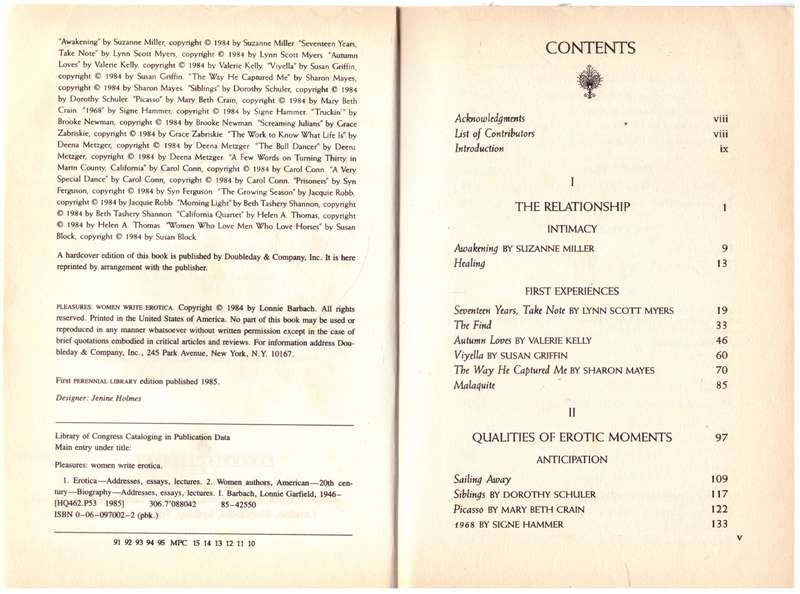 "Awakening" by Suzanne Miller, copyright © 1984 by Suzanne Miller. "Seventeen Years,
Take Note" by Lynn Scott Myers, copyright © 1984 by Lynn Scott Myers. "Autumn
Loves" by Valerie Kelly, copyright © 1984 by Valerie Kelly. "Viyella" by Susan Griffin,
copyright © 1984 by Susan Griffin. "The Way He Captured Me" by Sharon Mayes,
copyright © 1984 by Sharon Mayes. "Siblings" by Dorothy Schuler, copyright © 1984
by Dorothy Schuler. "Picasso" by Mary Beth Crain, copyright © 1984 by Mary Beth
Crain. "1968" by Signe Hammer, copyright © 1984 by Signe Hammer. "Truckin'" by
Brooke Newman, copyright © 1984 by Brooke Newman. "Screaming Julians" by Grace
Zabriskie, copyright © 1984 by Grace Zabriskie. "The Work to Know What Life Is" by
Deena Metzger, copyright © 1984 by Deena Metzger. "The Bull Dancer" by Deena
Metzger, copyright © 1984 by Deena Metzger. "A Few Words on Turning Thirty in
Marin County, California" by Carol Conn, copyright © 1984 by Carol Conn. "A Very
Special Dance" by Carol Conn, copyright © 1984 by Carol Conn. "Prisoners" by Syn
Ferguson, copyright © 1984 by Syn Ferguson. "The Growing Season" by Jacquie Robb,
copyright © 1984 by Jacquie Robb. "Morning Light" by Beth Tashery Shannon, copyright
© 1984 by Beth Tashery Shannon. "California Quartet" by Helen A. Thomas, copyright
© 1984 by Helen A. Thomas. "Women Who Love Men Who Love Horses" by Susan
Block, copyright © 1984 by Susan Block.
A hardcover edition of this book is published by Doubleday & Company, Inc. It is here
reprinted by arrangement with the publisher.
PLEASURES: WOMEN WRITE EROTICA. Copyright © 1984 by Lonnie Barbach. All rights
reserved. Printed in the United States of America. No part of this book may be used or
reproduced in any manner whatsoever without written permission except in the case of
brief quotations embodied in critical articles and reviews. For information address Dou-
bleday & Company, Inc., 245 Park Avenue, New York, N.Y. 10167.
First PERENNIAL LIBRARY edition published 1985.
Designer: Jenine Holmes
Library of Congress Cataloging in Publication Data
Main entry under title:
Pleasures: women write erotica.
1. Erotica—Addresses, essays, lectures. 2. Women authors, American—20th cen-
tury—Biography—Addresses, essays, lectures. I. Barbach, Lonnie Garfield, 1946–
[HQ462.P53 1985] 306.7'088042 85-42550
ISBN 0-06-097002-2 (pbk.)
91 92 93 94 95 MPC 15 14 13 12 11 10
CONTENTS
Acknowledgments viii
List of Contributors viii
Introduction ix
I
THE RELATIONSHIP 1
INTIMACY
Awakening BY SUZANNE MILLER 9
Healing 13
FIRST EXPERIENCES
Seventeen Years, Take Note BY LYNN SCOTT MYERS 19
The Find 33
Autumn Loves BY VALERIE KELLY 46
Viyella BY SUSAN GRIFFIN 60
The Way He Captured Me BY SHARON MAYES 70
Malaquite 85
II
QUALITIES OF EROTIC MOMENTS 97
ANTICIPATION
Sailing Away 109
Siblings BY DOROTHY SCHULER 117
Picasso BY MARY BETH CRAIN 122
1968 BY SIGNE HAMMER 133
v